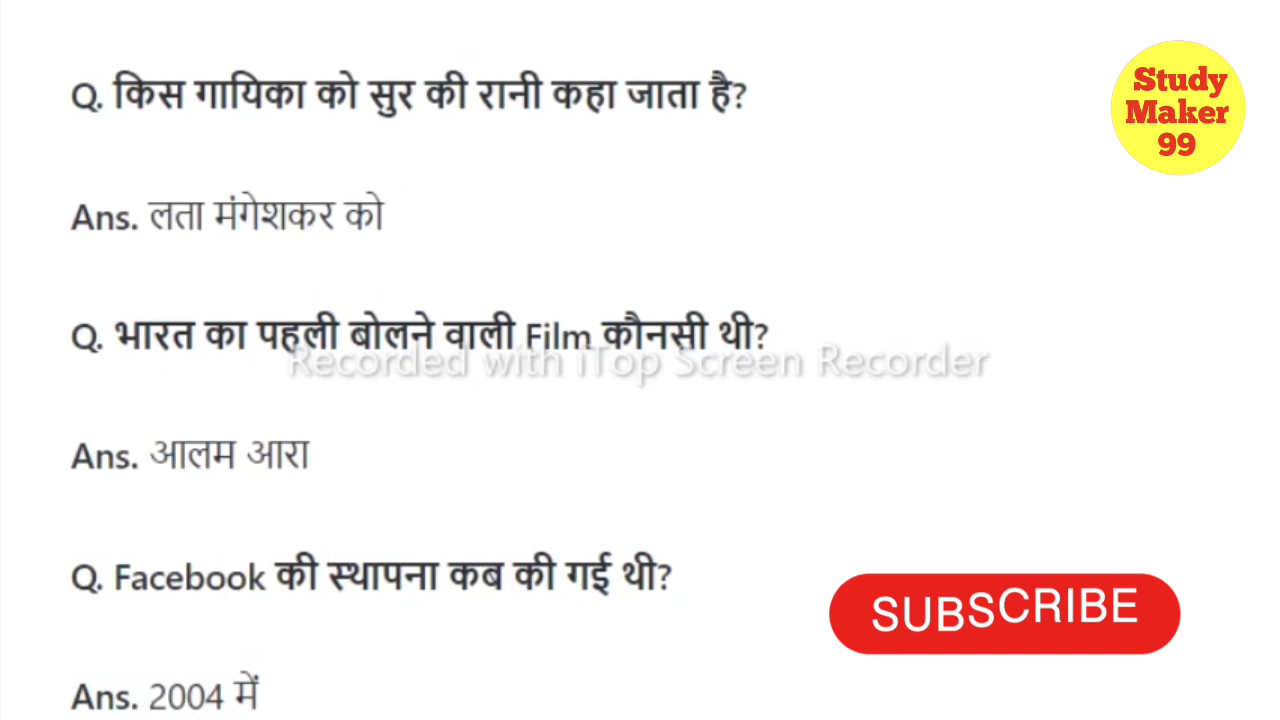 Q. किस गायिका को सुर की रानी कहा जाता है?
Study
Maker
99
Ans. लता मंगेशकर को
Q. भारत का पहली बोलने वाली Film कौनसी थी?
Recorded with iTop Screen Recorder
Ans. आलम आरा
Q. Facebook की स्थापना कब की गई थी?
SUBSCRIBE
Ans. 2004 में